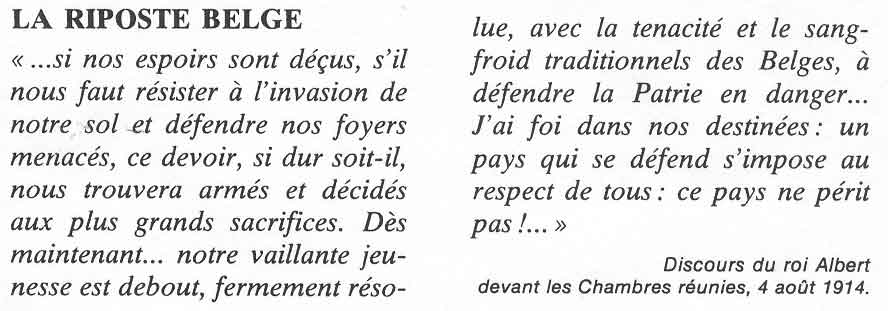 LA RIPOSTE BELGE
« ...si nos espoirs sont déçus, s’il
nous faut résister à l’invasion de
notre sol et défendre nos foyers
menacés, ce devoir, si dur soit-il,
nous trouvera armés et décidés
aux plus grands sacrifices. Dès
maintenant... notre vaillante jeu-
nesse est debout, fermement réso-
lue, avec la tenacité et le sang-
froid traditionnels des Belges, à
défendre la Patrie en danger...
J’ai foi dans nos destinées : un
pays qui se défend s’impose au
respect de tous : ce pays ne périt
pas !... »
Discours du roi Albert
devant les Chambres réunies, 4 août 1914.